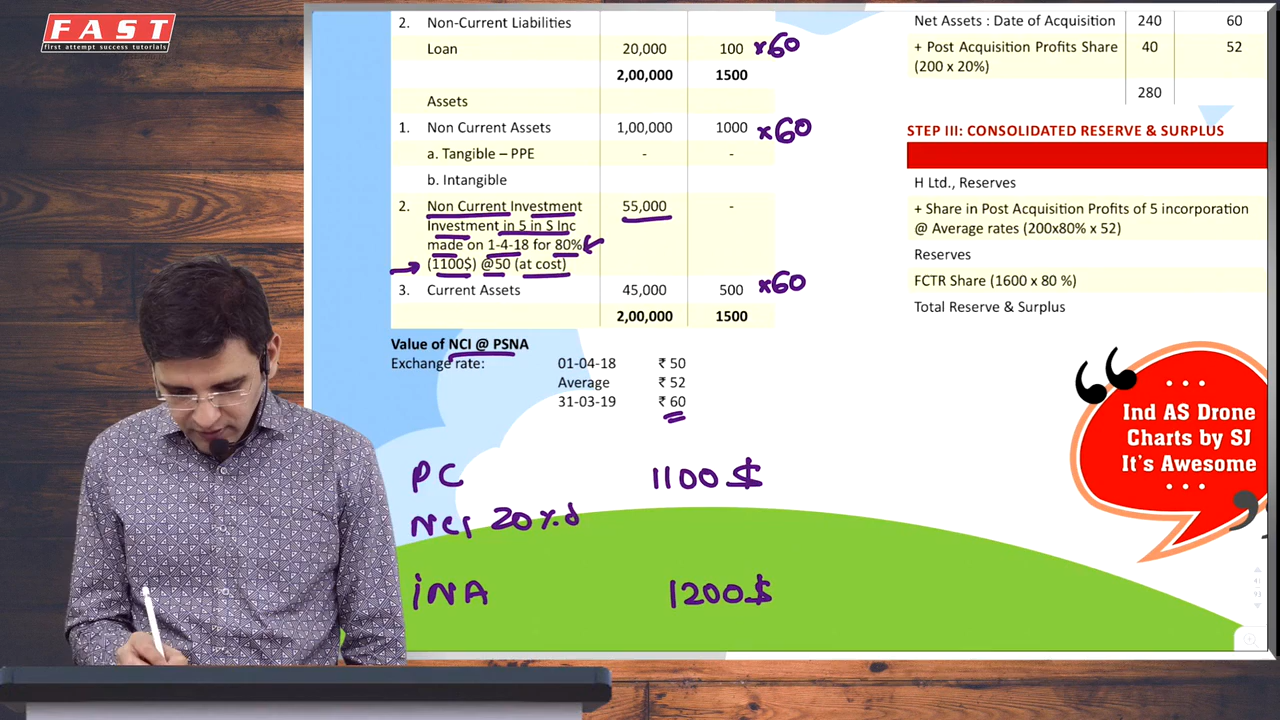 FAST
first attempt success tutorials
2. Non-Current Liabilities
Loan 20,000 100 x60
2,00,000 1500
Assets
1. Non Current Assets 1,00,000 1000 x60
a. Tangible – PPE - -
b. Intangible
2. Non Current Investment 55,000 -
Investment in 5 in S Inc
made on 1-4-18 for 80%
(1100$) @50 (at cost)
3. Current Assets 45,000 500 x60
2,00,000 1500
Value of NCI @ PSNA
Exchange rate: 01-04-18 ₹ 50
Average ₹ 52
31-03-19 ₹ 60
PC 1100 $
NCI 20%
iNA 1200 $
Net Assets : Date of Acquisition 240 60
+ Post Acquisition Profits Share 40 52
(200 x 20%)
280
STEP III: CONSOLIDATED RESERVE & SURPLUS
H Ltd., Reserves
+ Share in Post Acquisition Profits of 5 incorporation
@ Average rates (200x80% x 52)
Reserves
FCTR Share (1600 x 80 %)
Total Reserve & Surplus
Ind AS Drone
Charts by SJ
It's Awesome